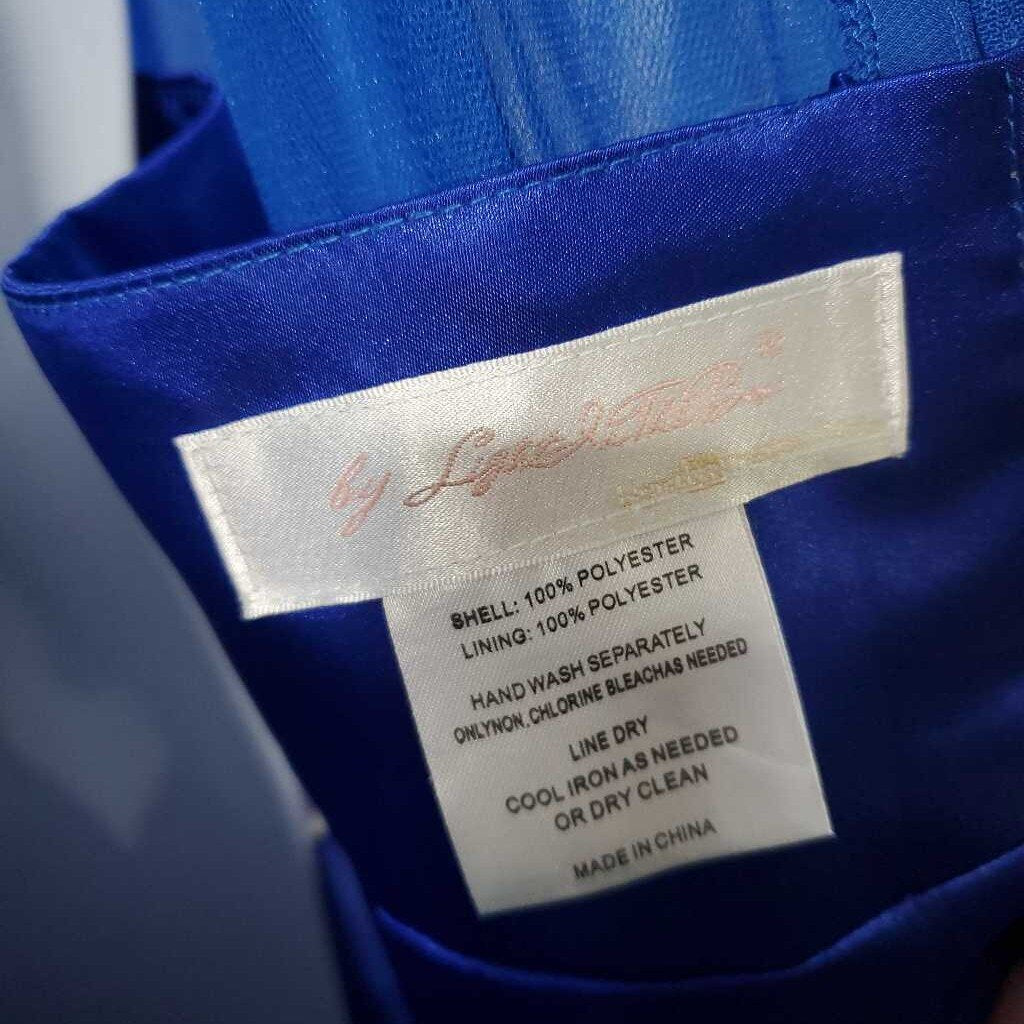 by
SHELL: 100% POLYESTER
LINING: 100% POLYESTER
HAND WASH SEPARATELY
ONLYNON.CHLORINE BLEACHAS NEEDED
LINE DRY
COOL IRON AS NEEDED
OR DRY CLEAN
MADE IN CHINA